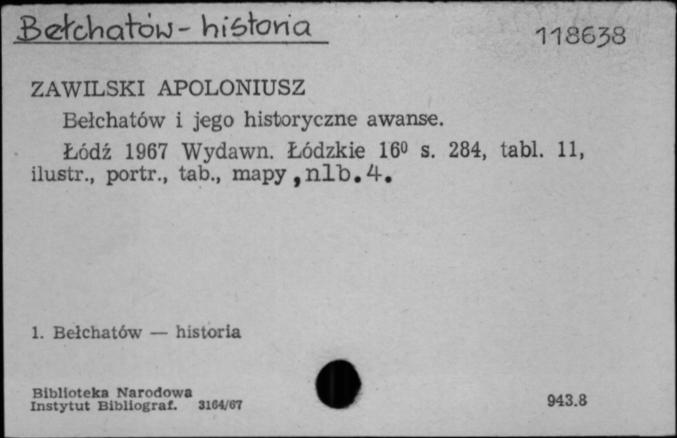 Bełchatów - historia
118638
ZAWILSKI APOLONIUSZ
Bełchatów i jego historyczne awanse.
Łódź 1967 Wydawn. Łódzkie 16⁰ s. 284, tabl. 11,
ilustr., portr., tab., mapy, nlb. 4.
1. Bełchatów — historia
Biblioteka Narodowa
Instytut Bibliograf. 3164/67
943.8